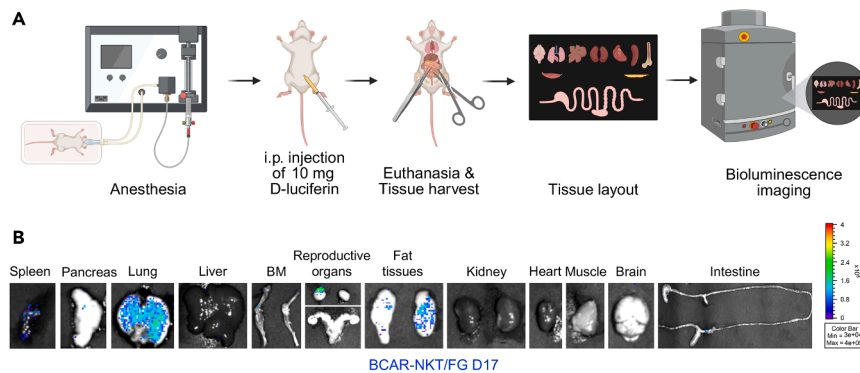 A
Anesthesia
i.p. injection
of 10 mg
D-luciferin
Euthanasia &
Tissue harvest
Tissue layout
Bioluminescence
imaging
B
Spleen
Pancreas
Lung
Liver
BM
Reproductive
organs
Fat
tissues
Kidney
Heart
Muscle
Brain
Intestine
4
3.2
2.4
1.6
0
Color Bar
BCAR-NKT/FG D17